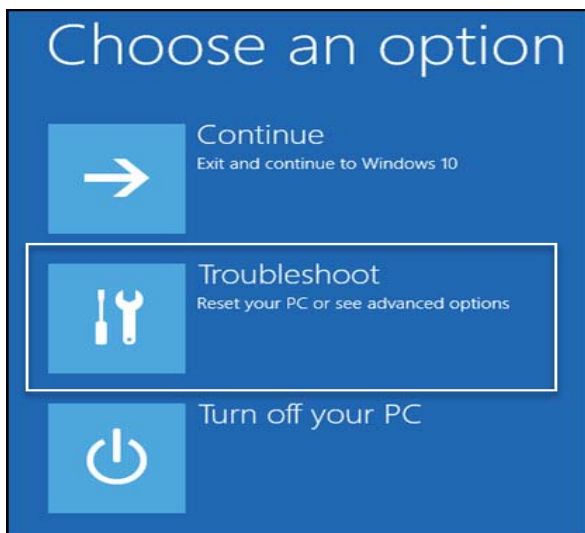 Choose an option
Continue
Exit and continue to Windows 10
Troubleshoot
Reset your PC or see advanced options
Turn off your PC